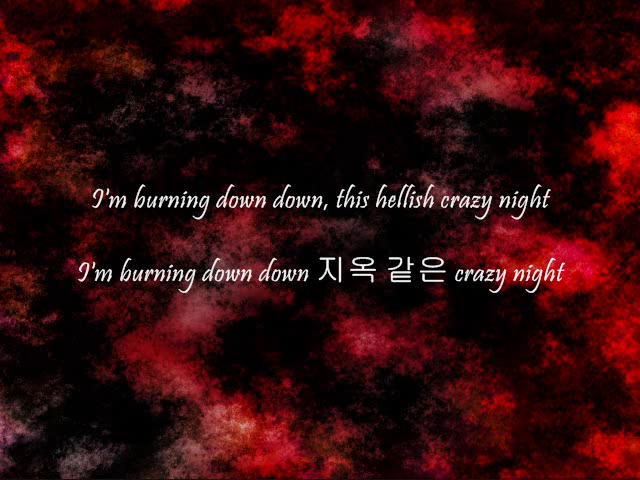 I'm burning down down, this hellish crazy night
I'm burning down down 지옥 같은 crazy night